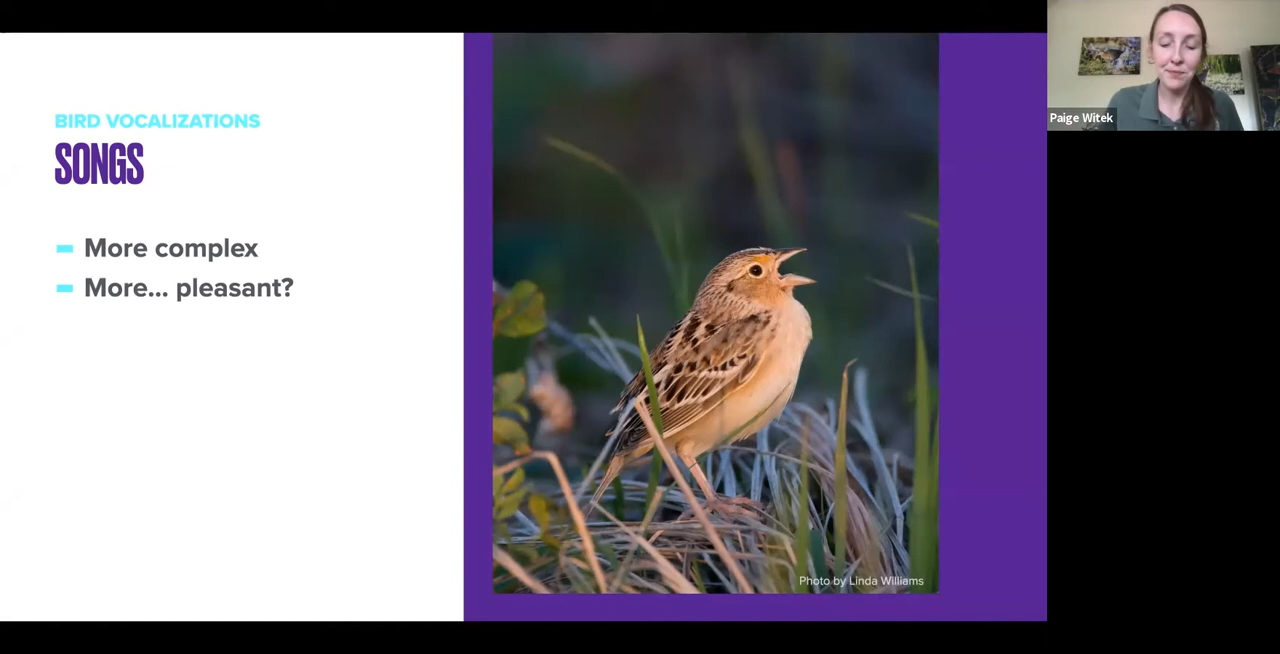 BIRD VOCALIZATIONS
SONGS
More complex
More... pleasant?
Photo by Linda Williams
Paige Witek